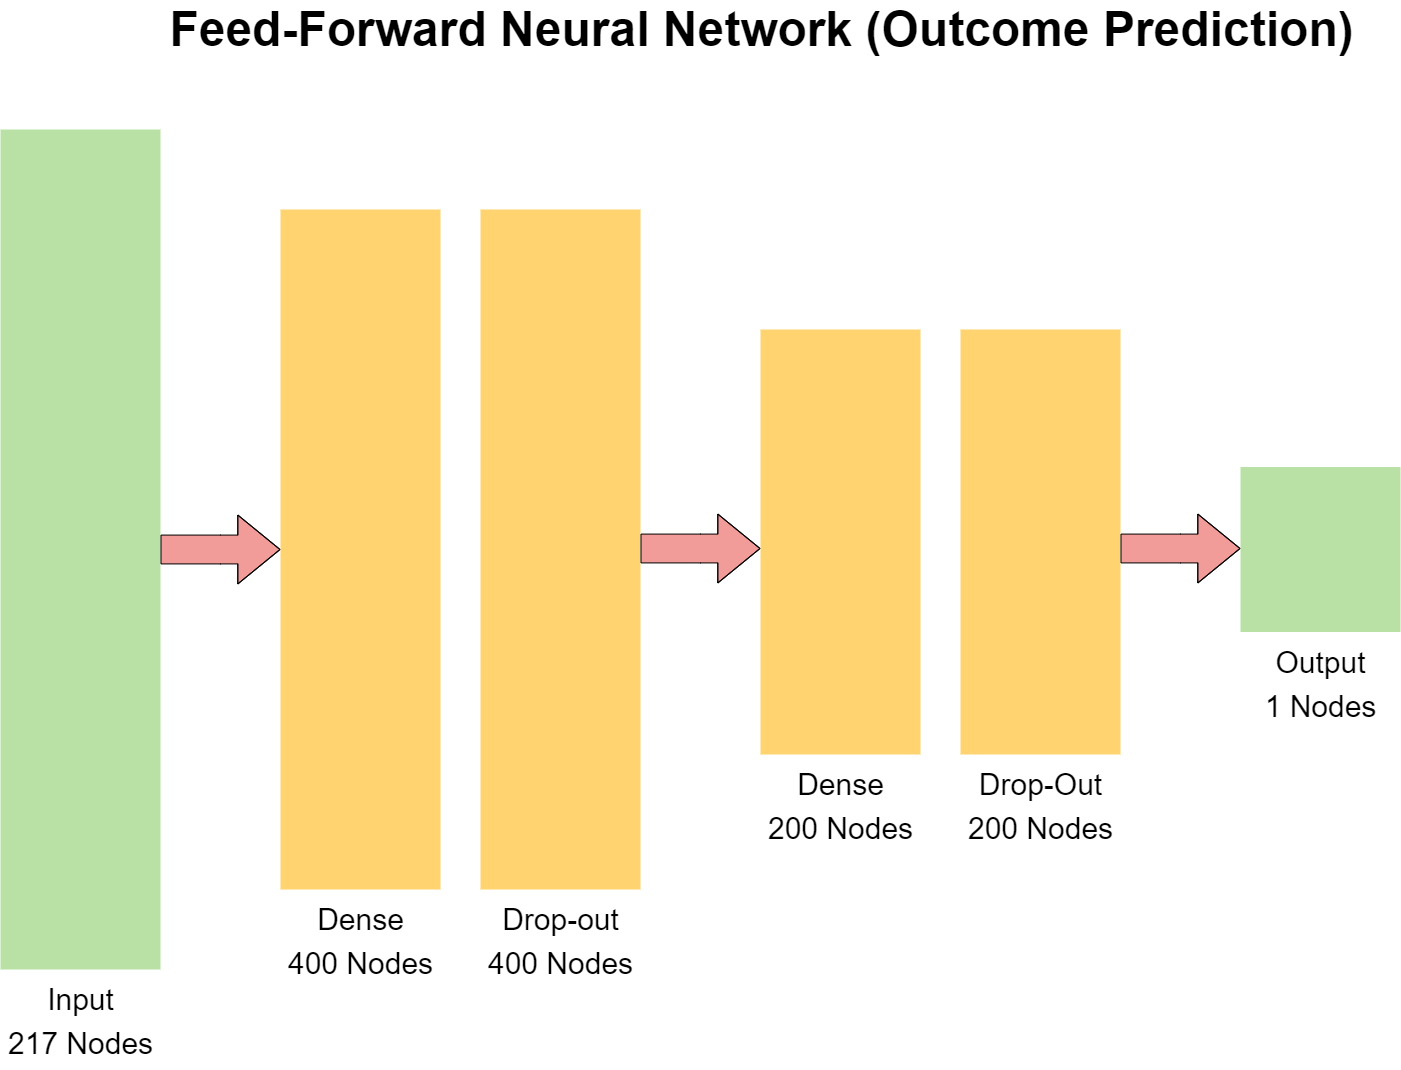 Feed-Forward Neural Network (Outcome Prediction)
Input
217 Nodes
Dense
400 Nodes
Drop-out
400 Nodes
Dense
200 Nodes
Drop-Out
200 Nodes
Output
1 Nodes